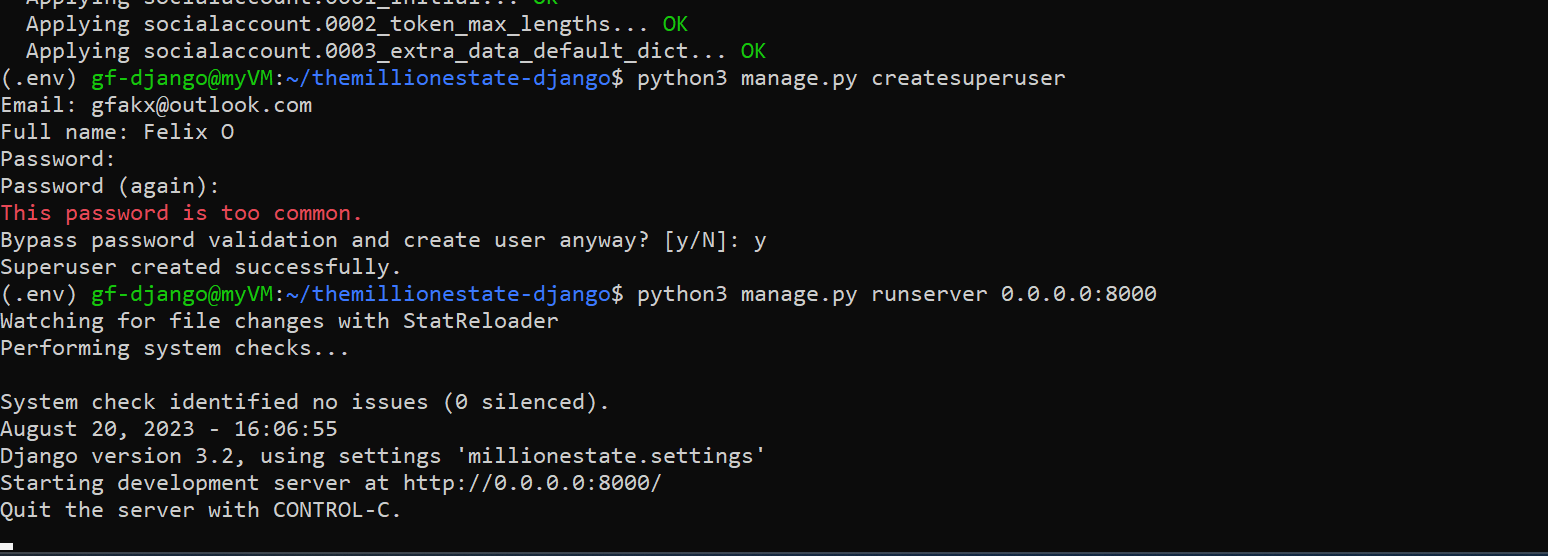 Applying socialaccount.0001_initial... OK
Applying socialaccount.0002_token_max_lengths... OK
Applying socialaccount.0003_extra_data_default_dict... OK
(.env) gf-django@myVM:~/themillionestate-django$ python3 manage.py createsuperuser
Email: gfakx@outlook.com
Full name: Felix O
Password:
Password (again):
This password is too common.
Bypass password validation and create user anyway? [y/N]: y
Superuser created successfully.
(.env) gf-django@myVM:~/themillionestate-django$ python3 manage.py runserver 0.0.0.0:8000
Watching for file changes with StatReloader
Performing system checks...

System check identified no issues (0 silenced).
August 20, 2023 - 16:06:55
Django version 3.2, using settings 'millionestate.settings'
Starting development server at http://0.0.0.0:8000/
Quit the server with CONTROL-C.